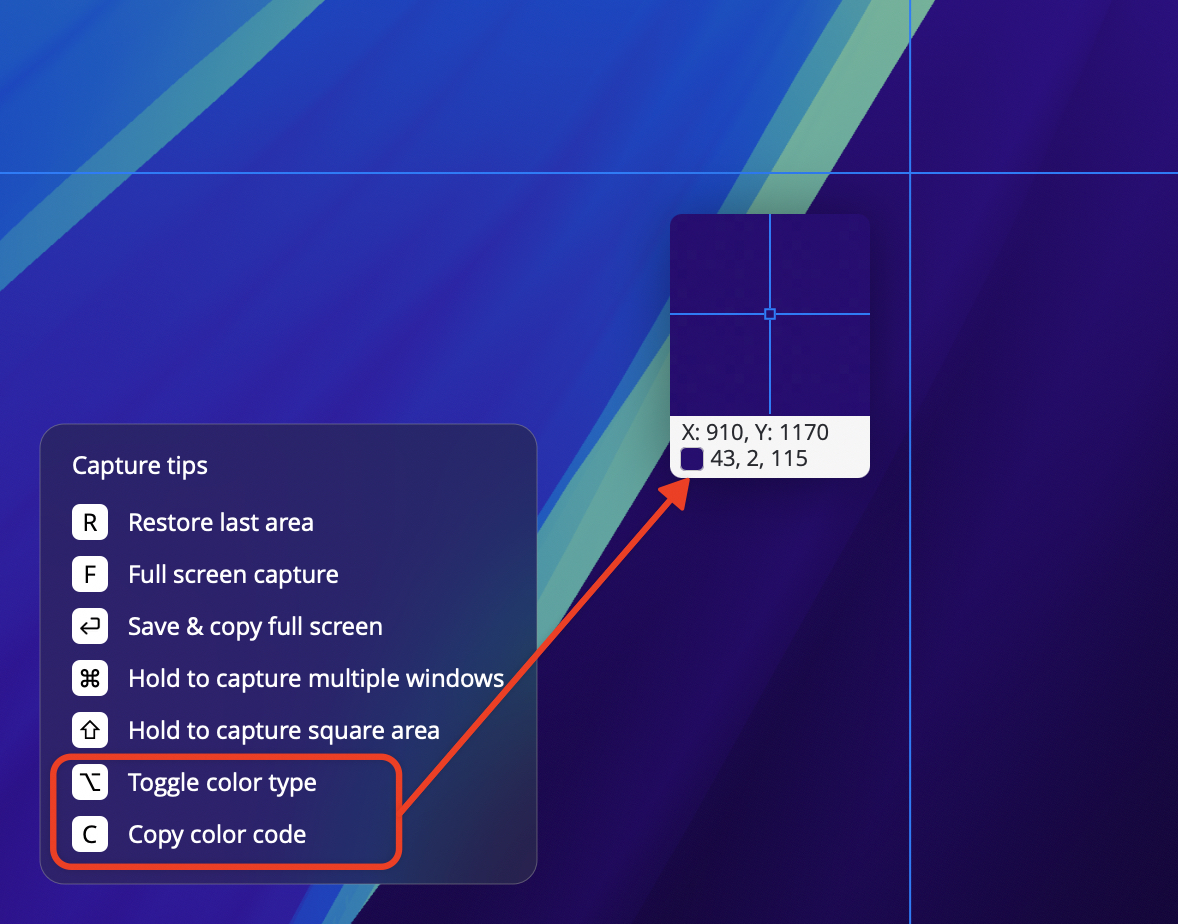 X: 910, Y: 1170
43, 2, 115
Capture tips
R Restore last area
F Full screen capture
⏎ Save & copy full screen
⌘ Hold to capture multiple windows
⇧ Hold to capture square area
⌥ Toggle color type
C Copy color code